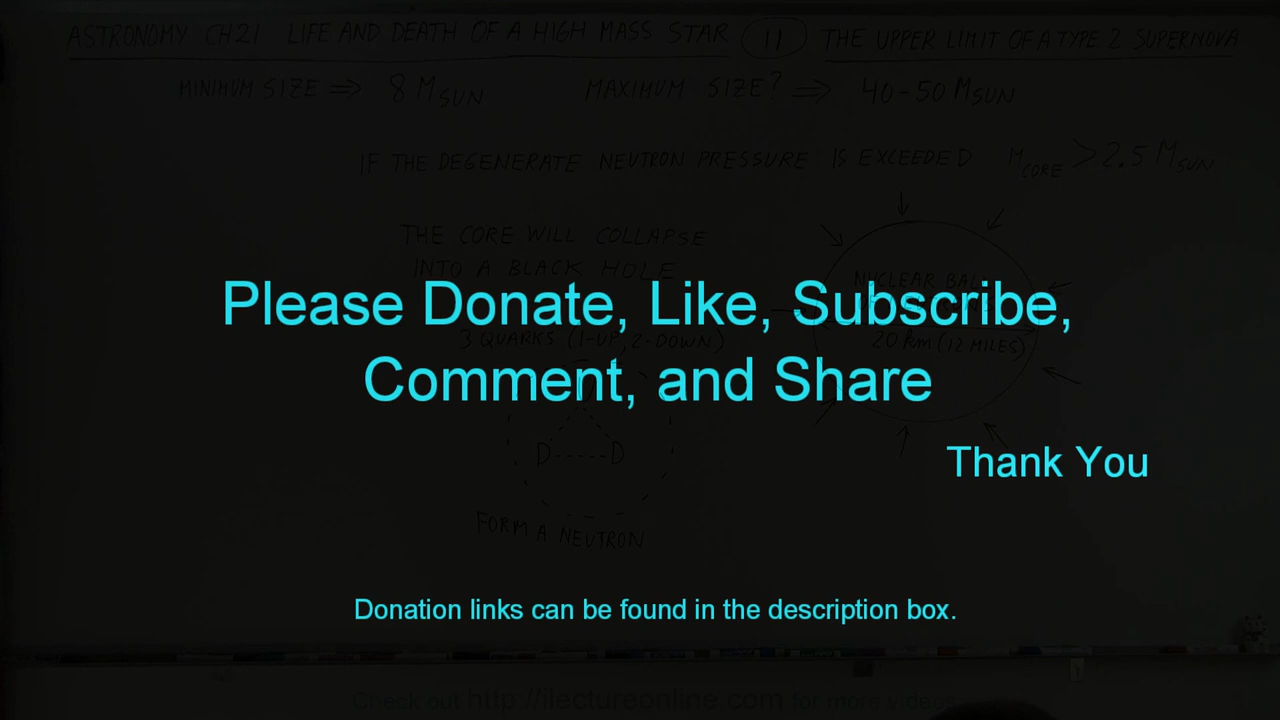 ASTRONOMY CH21 LIFE AND DEATH OF A HIGH MASS STAR 11 THE UPPER LIMIT OF A TYPE 2 SUPERNOVA
MINIMUM SIZE ⇒ 8 MSUN MAXIMUM SIZE? ⇒ 40-50 MSUN
IF THE DEGENERATE NEUTRON PRESSURE IS EXCEEDED MCORE > 2.5 MSUN
THE CORE WILL COLLAPSE
INTO A BLACK HOLE
NUCLEAR BALL
Please Donate, Like, Subscribe,
3 QUARKS (1-UP, 2-DOWN)
20 km (12 MILES)
Comment, and Share
D D
Thank You
FORM A NEUTRON
Donation links can be found in the description box.
Check out http://ilectureonline.com for more videos